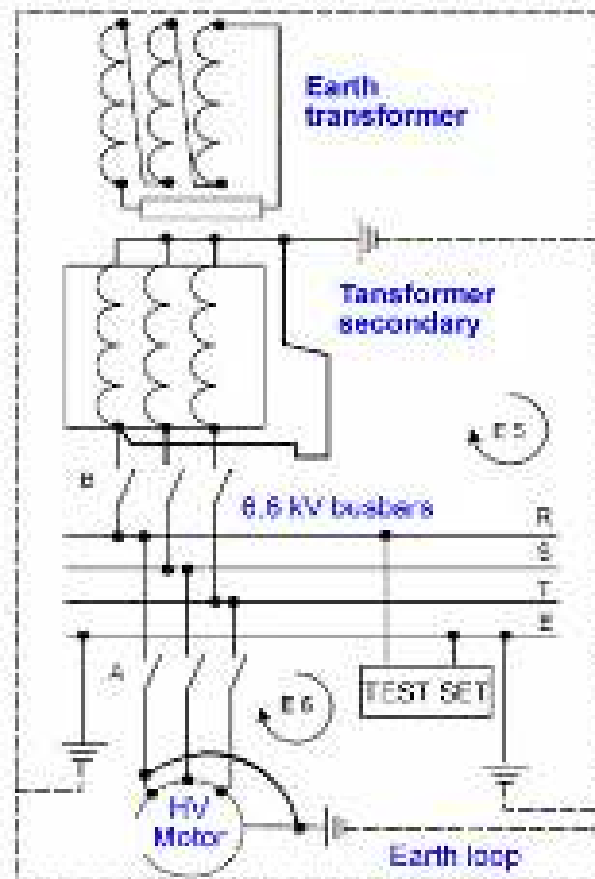 Earth
transformer
Tansformer
secondary
E 5
B
6,6 kV busbars
R
S
T
E
A
TEST SET
E 6
HV
Motor
Earth loop